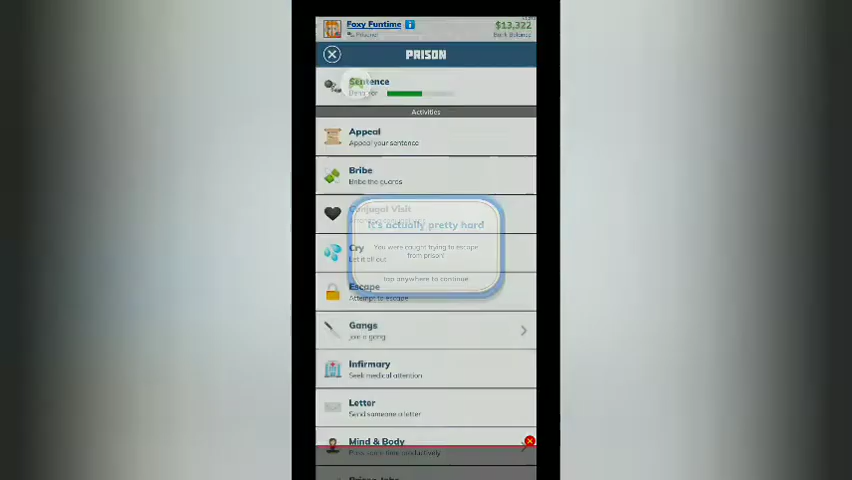 Foxy Funtime
$13,322
Prisoner
Bank Balance
PRISON
Sentence
Activities
Appeal
Appeal your sentence
Bribe
Bribe the guards
Conjugal Visit
It's actually pretty hard
You were caught trying to escape
from prison!
Cry
Let it all out
Tap anywhere to continue
Escape
Attempt to escape
Gangs
Join a gang
Infirmary
Seek medical attention
Letter
Send someone a letter
Mind & Body